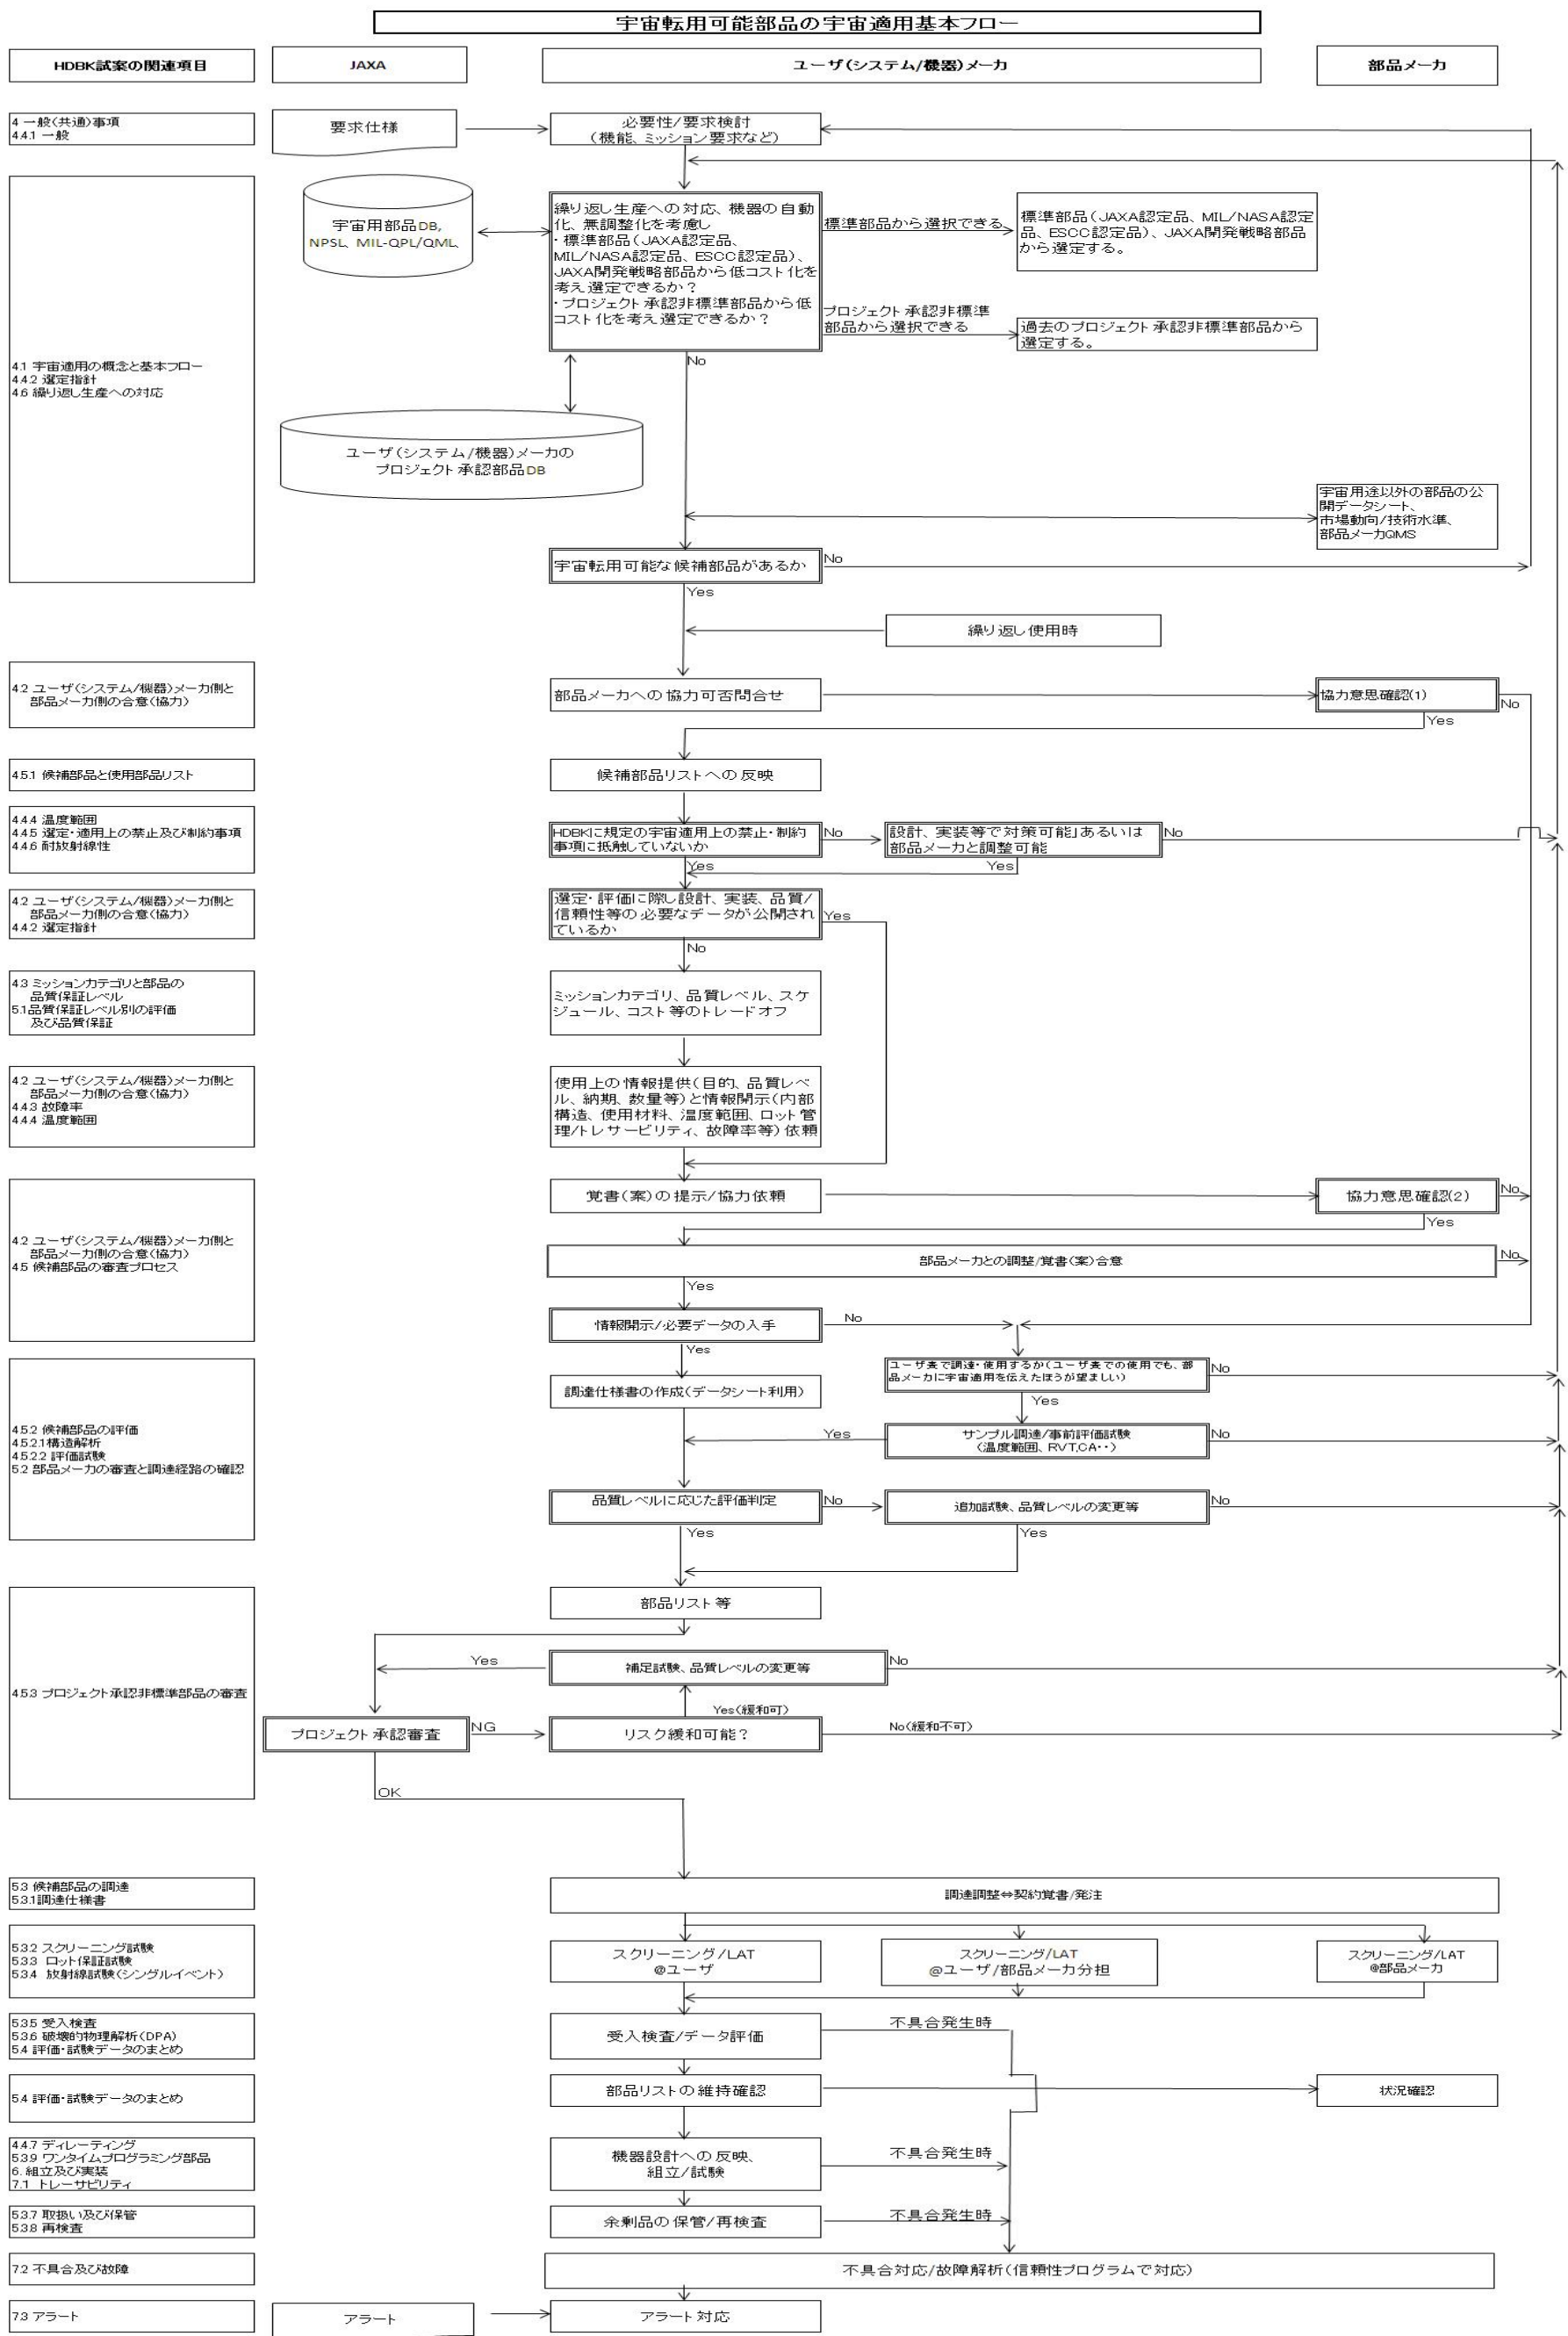 宇宙転用可能部品の宇宙適用基本フロー
HDBK試案の関連項目
JAXA
ユーザ(システム/機器)メーカ
部品メーカ
4 一般(共通)事項
4.4.1 一般
要求仕様
必要性/要求検討
(機能、ミッション要求など)
4.1 宇宙適用の概念と基本フロー
4.4.2 選定指針
4.6 繰り返し生産への対応
宇宙用部品DB,
NPSL、MIL-QPL/QML、
繰り返し生産への対応、機器の自動
化、無調整化を考慮し
・標準部品(JAXA認定品、
MIL/NASA認定品、ESCC認定品)、
JAXA開発戦略部品から低コスト化を
考え選定できるか?
・プロジェクト承認非標準部品から低
コスト化を考え選定できるか?
標準部品から選択できる
標準部品(JAXA認定品、MIL/NASA認定
品、ESCC認定品)、JAXA開発戦略部品
から選定する。
プロジェクト承認非標準
部品から選択できる
過去のプロジェクト承認非標準部品から
選定する。
No
ユーザ(システム/機器)メーカの
プロジェクト承認部品DB
宇宙用途以外の部品の公
開データシート、
市場動向/技術水準、
部品メーカQMS
宇宙転用可能な候補部品があるか
No
Yes
繰り返し使用時
4.2 ユーザ(システム/機器)メーカ側と
部品メーカ側の合意(協力)
部品メーカへの協力可否問合せ
協力意思確認(1)
No
Yes
4.5.1 候補部品と使用部品リスト
候補部品リストへの反映
4.4.4 温度範囲
4.4.5 選定・適用上の禁止及び制約事項
4.4.6 耐放射線性
HDBKに規定の宇宙適用上の禁止・制約
事項に抵触していないか
No
設計、実装等で対策可能」あるいは
部品メーカと調整可能
No
Yes
Yes
4.2 ユーザ(システム/機器)メーカ側と
部品メーカ側の合意(協力)
4.4.2 選定指針
選定・評価に際し設計、実装、品質/
信頼性等の必要なデータが公開され
ているか
Yes
No
4.3 ミッションカテゴリと部品の
品質保証レベル
5.1品質保証レベル別の評価
及び品質保証
ミッションカテゴリ、品質レベル、スケ
ジュール、コスト等のトレードオフ
4.2 ユーザ(システム/機器)メーカ側と
部品メーカ側の合意(協力)
4.4.3 故障率
4.4.4 温度範囲
使用上の情報提供(目的、品質レベ
ル、納期、数量等)と情報開示(内部
構造、使用材料、温度範囲、ロット管
理/トレサービリティ、故障率等)依頼
4.2 ユーザ(システム/機器)メーカ側と
部品メーカ側の合意(協力)
4.5 候補部品の審査プロセス
覚書(案)の提示/協力依頼
協力意思確認(2)
No
Yes
部品メーカとの調整/覚書(案)合意
No
Yes
情報開示/必要データの入手
No
Yes
4.5.2 候補部品の評価
4.5.2.1構造解析
4.5.2.2 評価試験
5.2 部品メーカの審査と調達経路の確認
調達仕様書の作成(データシート利用)
ユーザ責で調達・使用するか(ユーザ責での使用でも、部
品メーカに宇宙適用を伝えたほうが望ましい)
No
Yes
Yes
サンプル調達/事前評価試験
(温度範囲、RVT,CA・・)
No
品質レベルに応じた評価判定
No
追加試験、品質レベルの変更等
No
Yes
Yes
4.5.3 プロジェクト承認非標準部品の審査
部品リスト等
Yes
補足試験、品質レベルの変更等
No
Yes(緩和可)
プロジェクト承認審査
NG
リスク緩和可能?
No(緩和不可)
OK
5.3 候補部品の調達
5.3.1調達仕様書
調達調整⇔契約覚書/発注
5.3.2 スクリーニング試験
5.3.3 ロット保証試験
5.3.4 放射線試験(シングルイベント)
スクリーニング/LAT
@ユーザ
スクリーニング/LAT
@ユーザ/部品メーカ分担
スクリーニング/LAT
@部品メーカ
5.3.5 受入検査
5.3.6 破壊的物理解析(DPA)
5.4 評価・試験データのまとめ
受入検査/データ評価
不具合発生時
5.4 評価・試験データのまとめ
部品リストの維持確認
状況確認
4.4.7 ディレーティング
5.3.9 ワンタイムプログラミング部品
6. 組立及び実装
7.1 トレーサビリティ
機器設計への反映、
組立/試験
不具合発生時
5.3.7 取扱い及び保管
5.3.8 再検査
余剰品の保管/再検査
不具合発生時
7.2 不具合及び故障
不具合対応/故障解析(信頼性プログラムで対応)
7.3 アラート
アラート
アラート対応